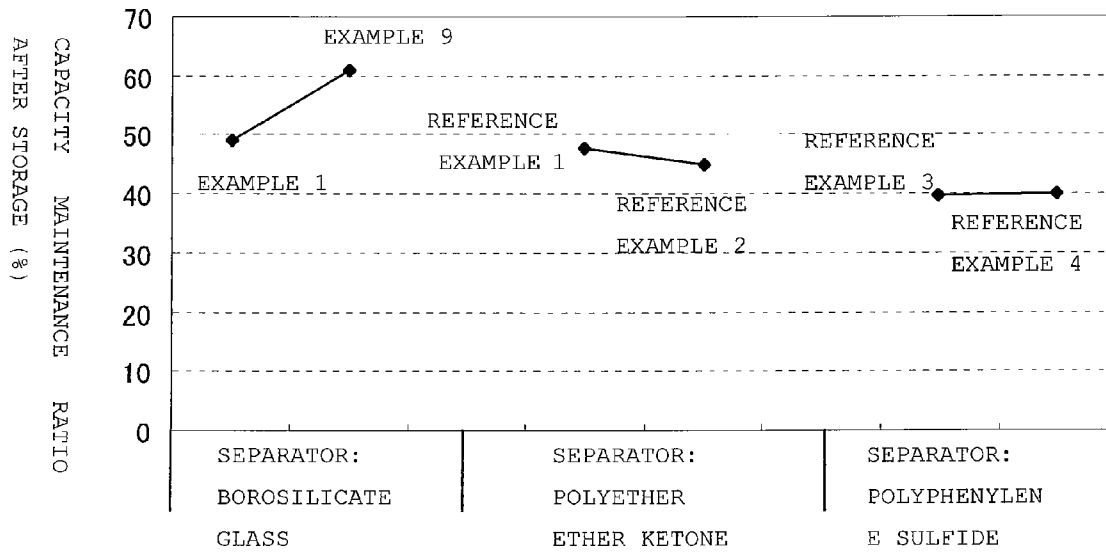 CAPACITY MAINTENANCE RATIO
AFTER STORAGE (%)
70
60
50
40
30
20
10
0
EXAMPLE 9
EXAMPLE 1
REFERENCE
EXAMPLE 1
REFERENCE
EXAMPLE 2
REFERENCE
EXAMPLE 3
REFERENCE
EXAMPLE 4
SEPARATOR:
BOROSILICATE
GLASS
SEPARATOR:
POLYETHER
ETHER KETONE
SEPARATOR:
POLYPHENYLEN
E SULFIDE